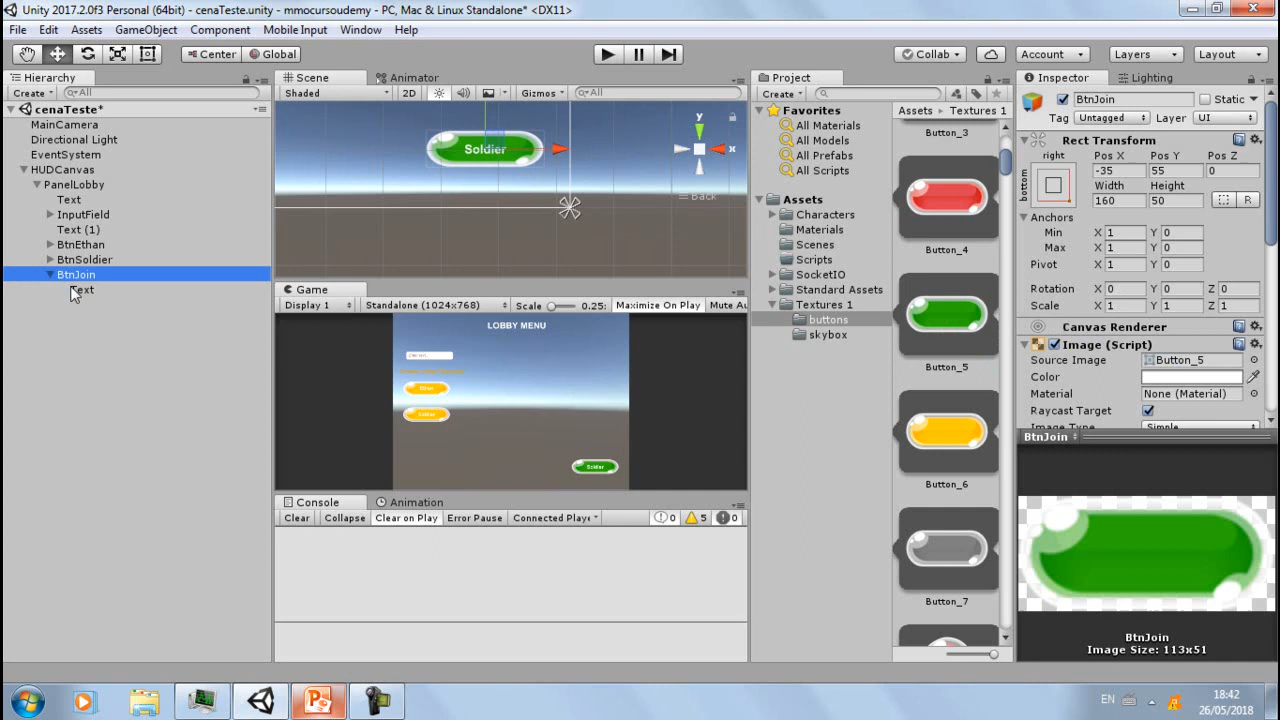 Unity 2017.2.0f3 Personal (64bit) - cenaTeste.unity - mmocursoudemy - PC, Mac & Linux Standalone* <DX11>
File Edit Assets GameObject Component Mobile Input Window Help
Center Global Collab Account Layers Layout
Hierarchy
Create All
cenaTeste*
MainCamera
Directional Light
EventSystem
HUDCanvas
PanelLobby
Text
InputField
Text (1)
BtnEthan
BtnSoldier
BtnJoin
Text
Scene Animator
Shaded 2D Gizmos All
Soldier
y
x
Back
Game
Display 1 Standalone (1024x768) Scale 0.25: Maximize On Play Mute Au
LOBBY MENU
Ethan
Soldier
Soldier
Console Animation
Clear Collapse Clear on Play Error Pause Connected Playe 0 5 0
Project
Create
Favorites
All Materials
All Models
All Prefabs
All Scripts
Assets
Characters
Materials
Scenes
Scripts
SocketIO
Standard Assets
Textures 1
buttons
skybox
Assets Textures 1
Button_3
Button_4
Button_5
Button_6
Button_7
Inspector Lighting
BtnJoin Static
Tag Untagged Layer UI
Rect Transform
right Pos X Pos Y Pos Z
bottom
-35 55 0
Width Height
160 50
R
Anchors
Min X 1 Y 0
Max X 1 Y 0
Pivot X 1 Y 0
Rotation X 0 Y 0 Z 0
Scale X 1 Y 1 Z 1
Canvas Renderer
Image (Script)
Source Image Button_5
Color
Material None (Material)
Raycast Target
Image Type Simple
BtnJoin
BtnJoin
Image Size: 113x51
EN 18:42
26/05/2018